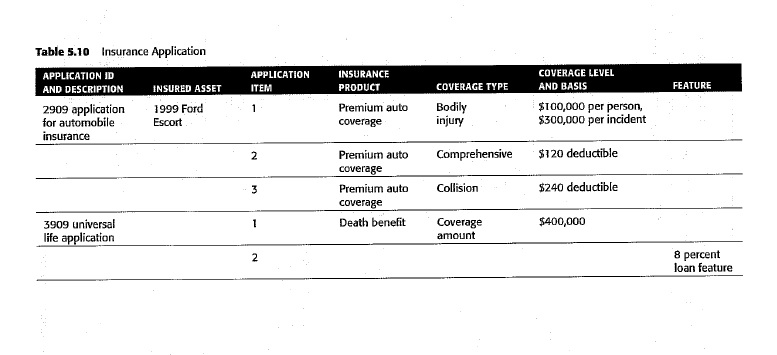 Table 5.10 Insurance Application
APPLICATION ID AND DESCRIPTION INSURED ASSET APPLICATION ITEM INSURANCE PRODUCT COVERAGE TYPE COVERAGE LEVEL AND BASIS FEATURE
2909 application 1999 Ford 1 Premium auto Bodily $100,000 per person,
for automobile Escort coverage injury $300,000 per incident
insurance
2 Premium auto Comprehensive $120 deductible
coverage
3 Premium auto Collision $240 deductible
coverage
3909 universal 1 Death benefit Coverage $400,000
life application amount
2 8 percent
loan feature